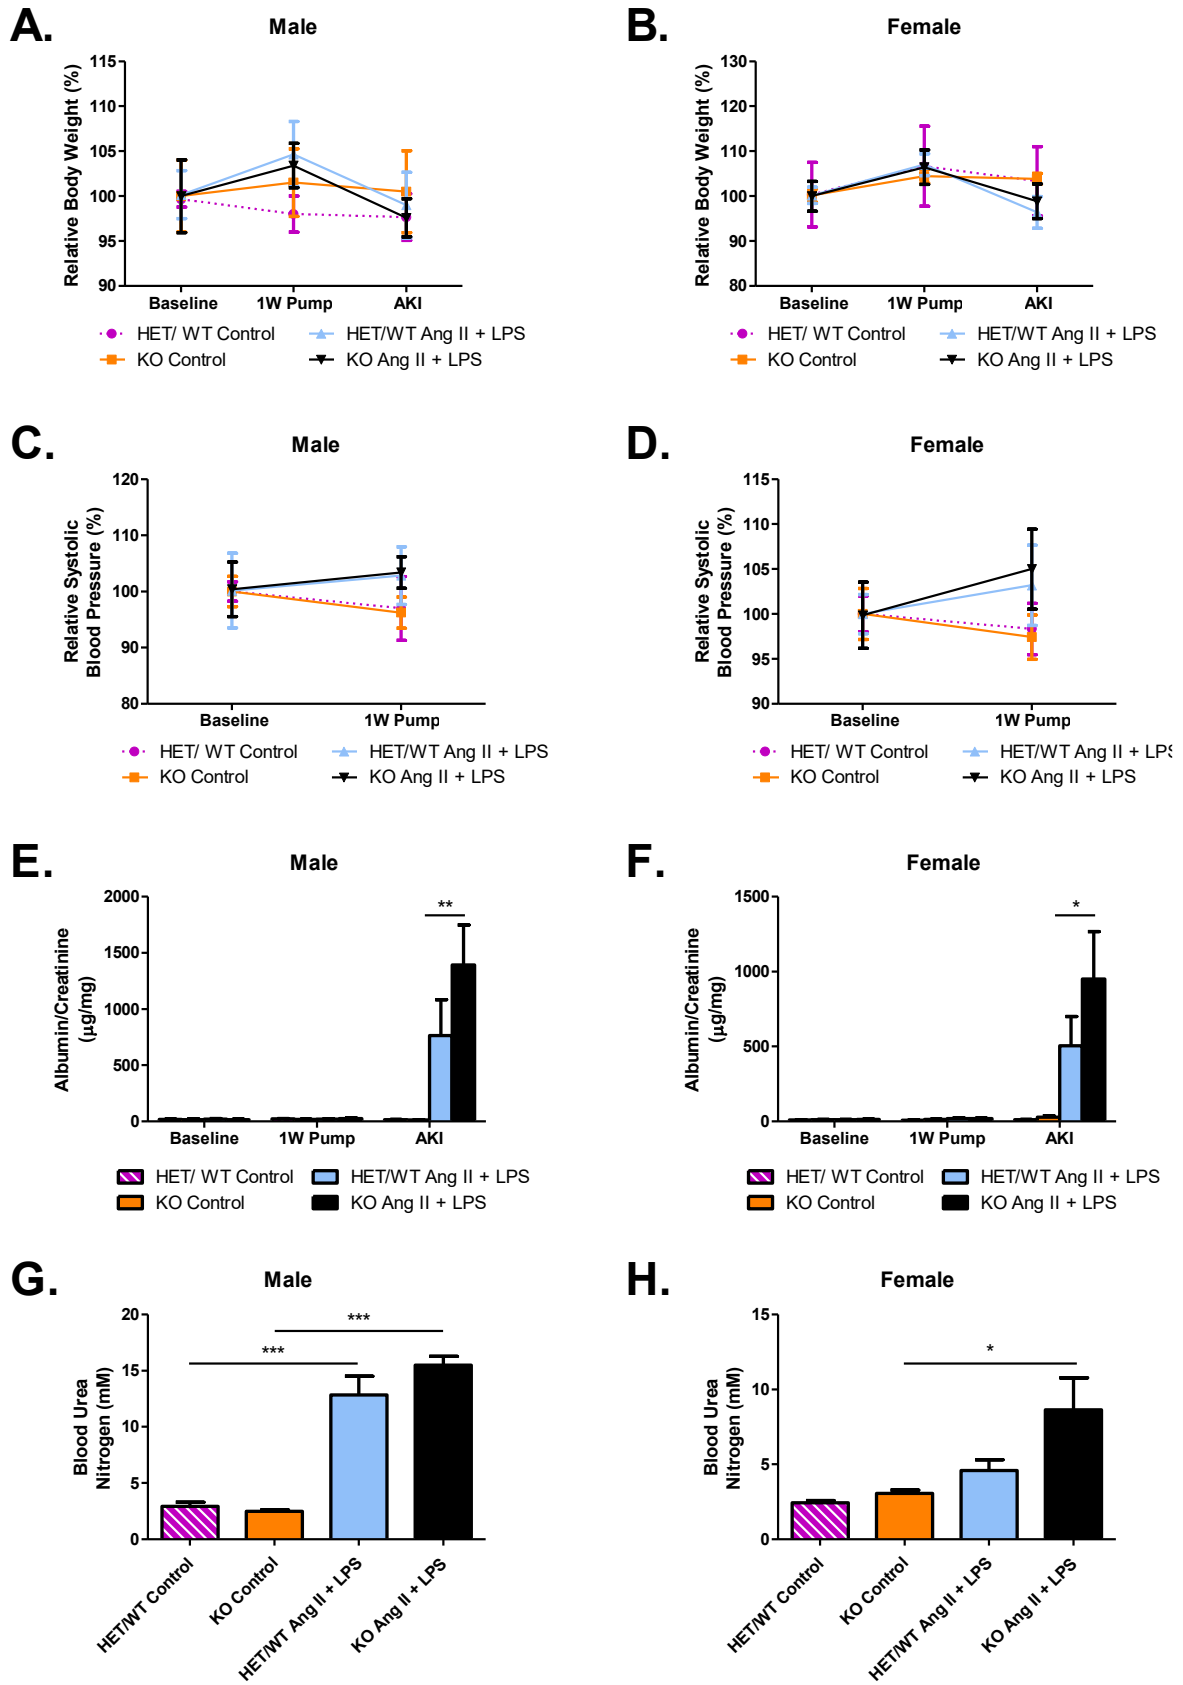 A.
Male
Relative Body Weight (%)
115
110
105
100
95
90
Baseline
1W Pump
AKI
HET/ WT Control
HET/WT Ang II + LPS
KO Control
KO Ang II + LPS
B.
Female
Relative Body Weight (%)
130
120
110
100
90
80
Baseline
1W Pump
AKI
HET/ WT Control
HET/WT Ang II + LPS
KO Control
KO Ang II + LPS
C.
Male
Relative Systolic
Blood Pressure (%)
120
110
100
90
80
Baseline
1W Pump
HET/ WT Control
HET/WT Ang II + LPS
KO Control
KO Ang II + LPS
D.
Female
Relative Systolic
Blood Pressure (%)
115
110
105
100
95
90
Baseline
1W Pump
HET/ WT Control
HET/WT Ang II + LPS
KO Control
KO Ang II + LPS
E.
Male
Albumin/Creatinine
(µg/mg)
2000
1500
1000
500
0
**
Baseline
1W Pump
AKI
HET/ WT Control
HET/WT Ang II + LPS
KO Control
KO Ang II + LPS
F.
Female
Albumin/Creatinine
(µg/mg)
1500
1000
500
0
*
Baseline
1W Pump
AKI
HET/ WT Control
HET/WT Ang II + LPS
KO Control
KO Ang II + LPS
G.
Male
Blood Urea
Nitrogen (mM)
20
15
10
5
0
***
***
HET/WT Control
KO Control
HET/WT Ang II + LPS
KO Ang II + LPS
H.
Female
Blood Urea
Nitrogen (mM)
15
10
5
0
*
HET/WT Control
KO Control
HET/WT Ang II + LPS
KO Ang II + LPS